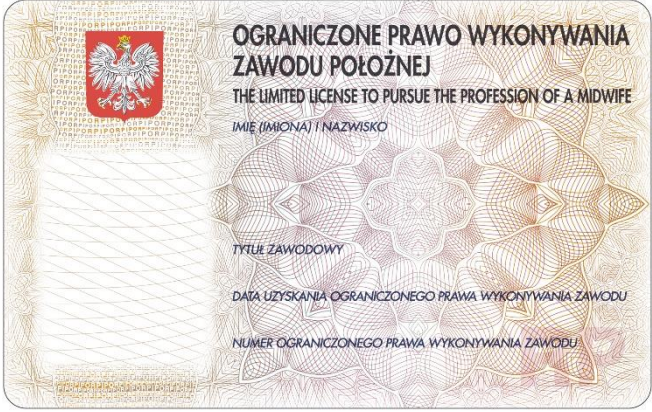 OGRANICZONE PRAWO WYKONYWANIA
ZAWODU POŁOŻNEJ
THE LIMITED LICENSE TO PURSUE THE PROFESSION OF A MIDWIFE
IMIĘ (IMIONA) I NAZWISKO
TYTUŁ ZAWODOWY
DATA UZYSKANIA OGRANICZONEGO PRAWA WYKONYWANIA ZAWODU
NUMER OGRANICZONEGO PRAWA WYKONYWANIA ZAWODU